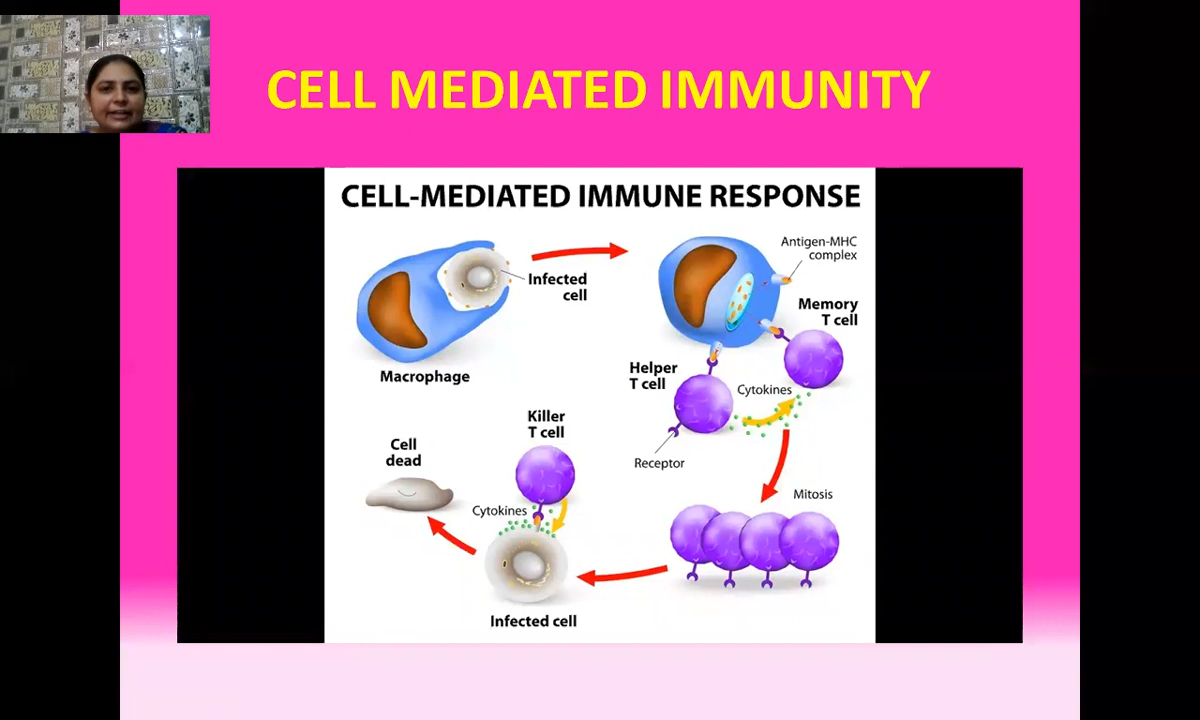 CELL MEDIATED IMMUNITY
CELL-MEDIATED IMMUNE RESPONSE
Infected
cell
Macrophage
Antigen-MHC
complex
Memory
T cell
Helper
T cell
Cytokines
Receptor
Mitosis
Killer
T cell
Cell
dead
Cytokines
Infected cell